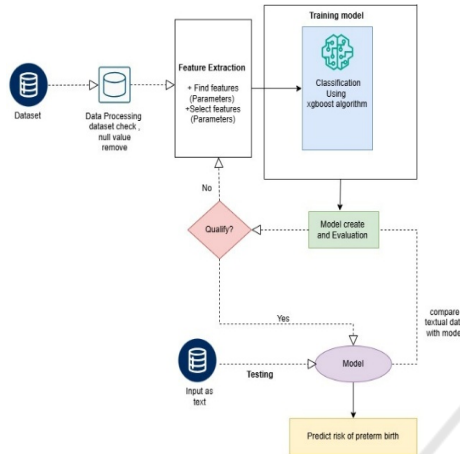 Training model
Feature Extraction
+ Find features
(Parameters)
+Select features
(Parameters)
Classification
Using
xgboost algorithm
Dataset
Data Processing
dataset check ,
null value
remove
No
Qualify?
Model create
and Evaluation
Yes
compare
textual dat
with mode
Input as
text
Testing
Model
Predict risk of preterm birth